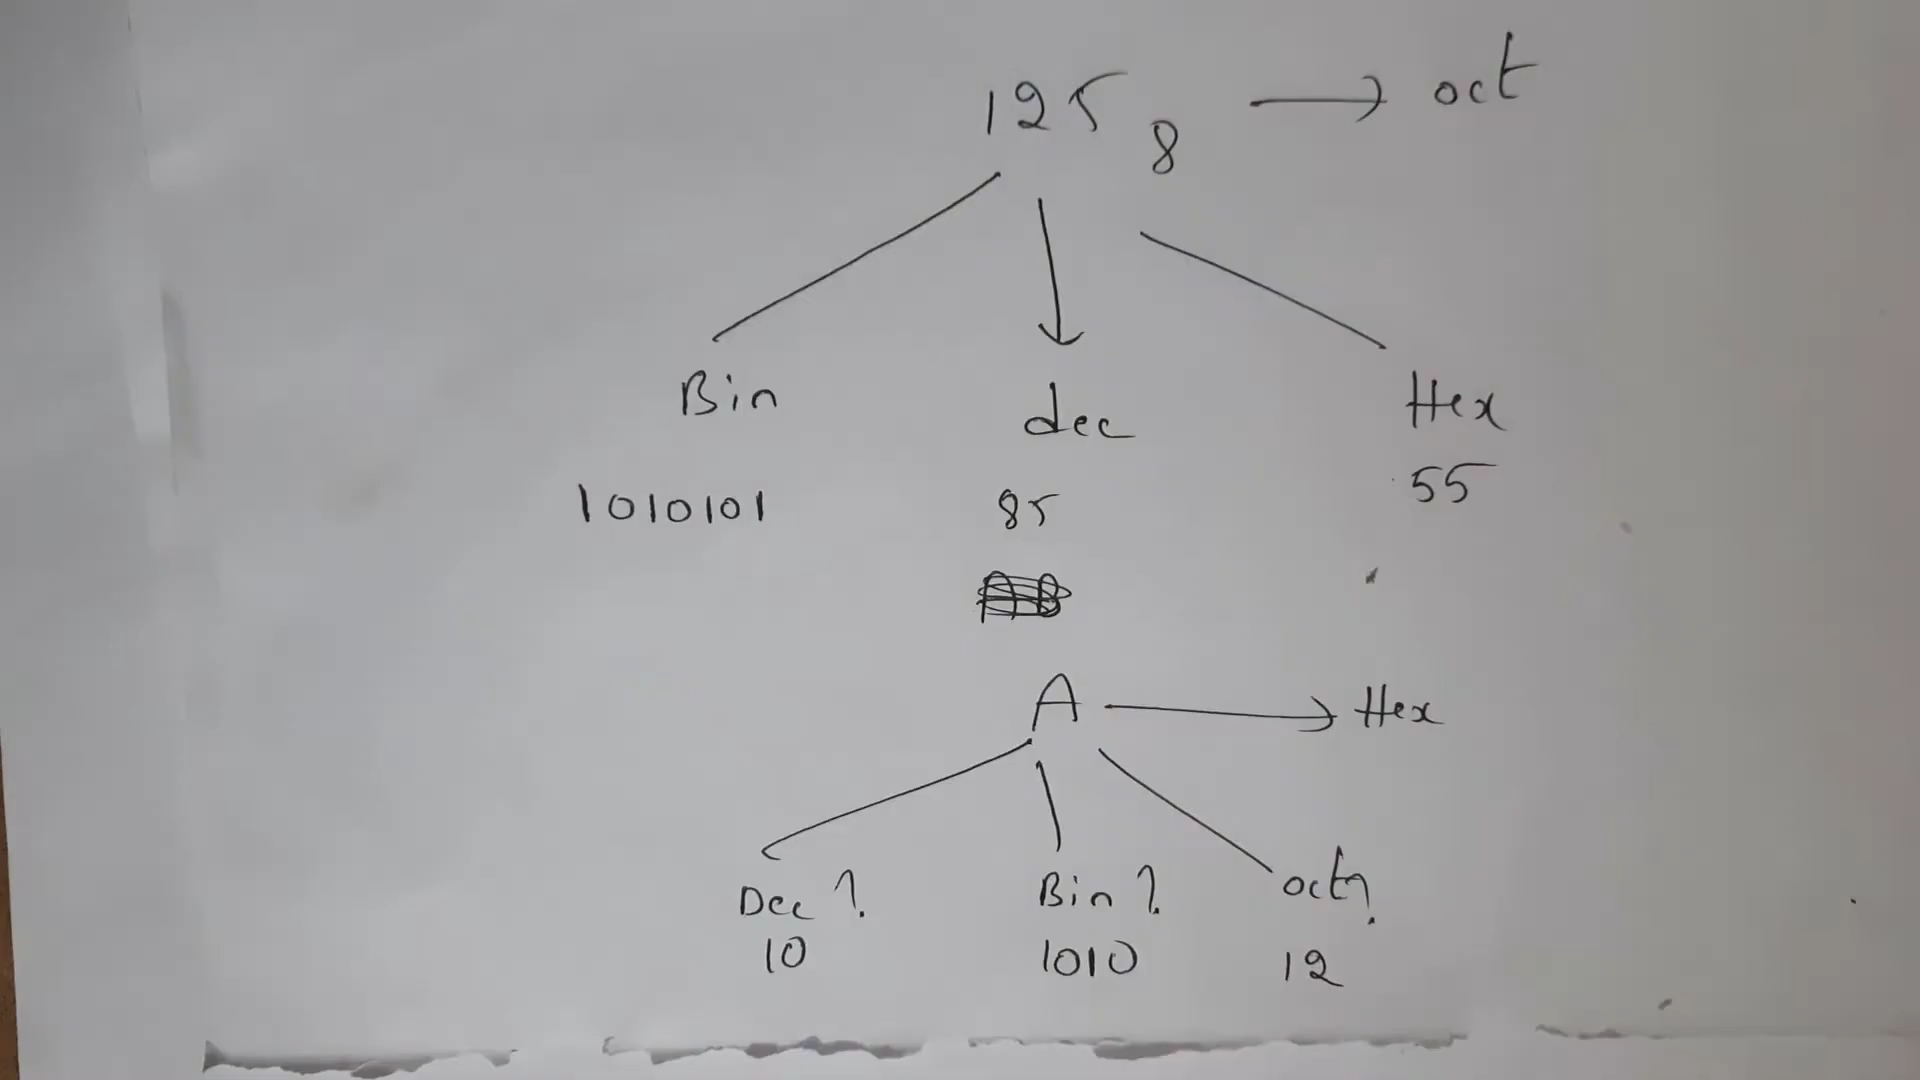 125 8 → oct
Bin dec Hex
1010101 85 55
A → Hex
Dec ? Bin ? oct?
10 1010 12